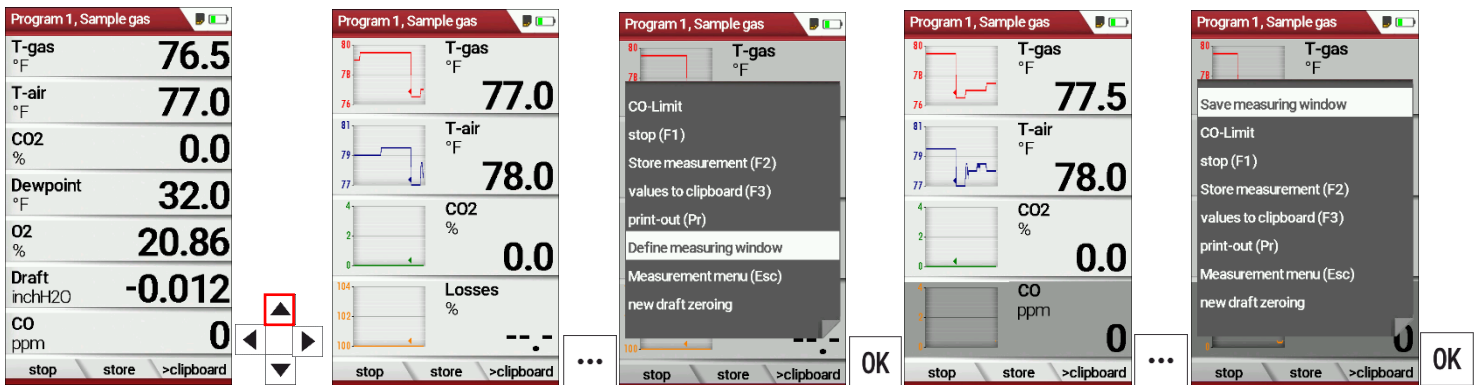 Program 1, Sample gas
T-gas
°F
76.5
T-air
°F
77.0
CO2
%
0.0
Dewpoint
°F
32.0
O2
%
20.86
Draft
inchH2O
-0.012
CO
ppm
0
stop store >clipboard
Program 1, Sample gas
80
78
76
T-gas
°F
77.0
81
79
77
T-air
°F
78.0
4
2
0
CO2
%
0.0
104
102
100
Losses
%
--.-
stop store >clipboard
...
Program 1, Sample gas
80
78
T-gas
°F
CO-Limit
stop (F1)
Store measurement (F2)
values to clipboard (F3)
print-out (Pr)
Define measuring window
Measurement menu (Esc)
new draft zeroing
100
--.-
stop store >clipboard
OK
Program 1, Sample gas
80
78
76
T-gas
°F
77.5
81
79
77
T-air
°F
78.0
4
2
0
CO2
%
0.0
CO
ppm
0
stop store >clipboard
...
Program 1, Sample gas
80
78
T-gas
°F
Save measuring window
CO-Limit
stop (F1)
Store measurement (F2)
values to clipboard (F3)
print-out (Pr)
Measurement menu (Esc)
new draft zeroing
0
stop store >clipboard
OK